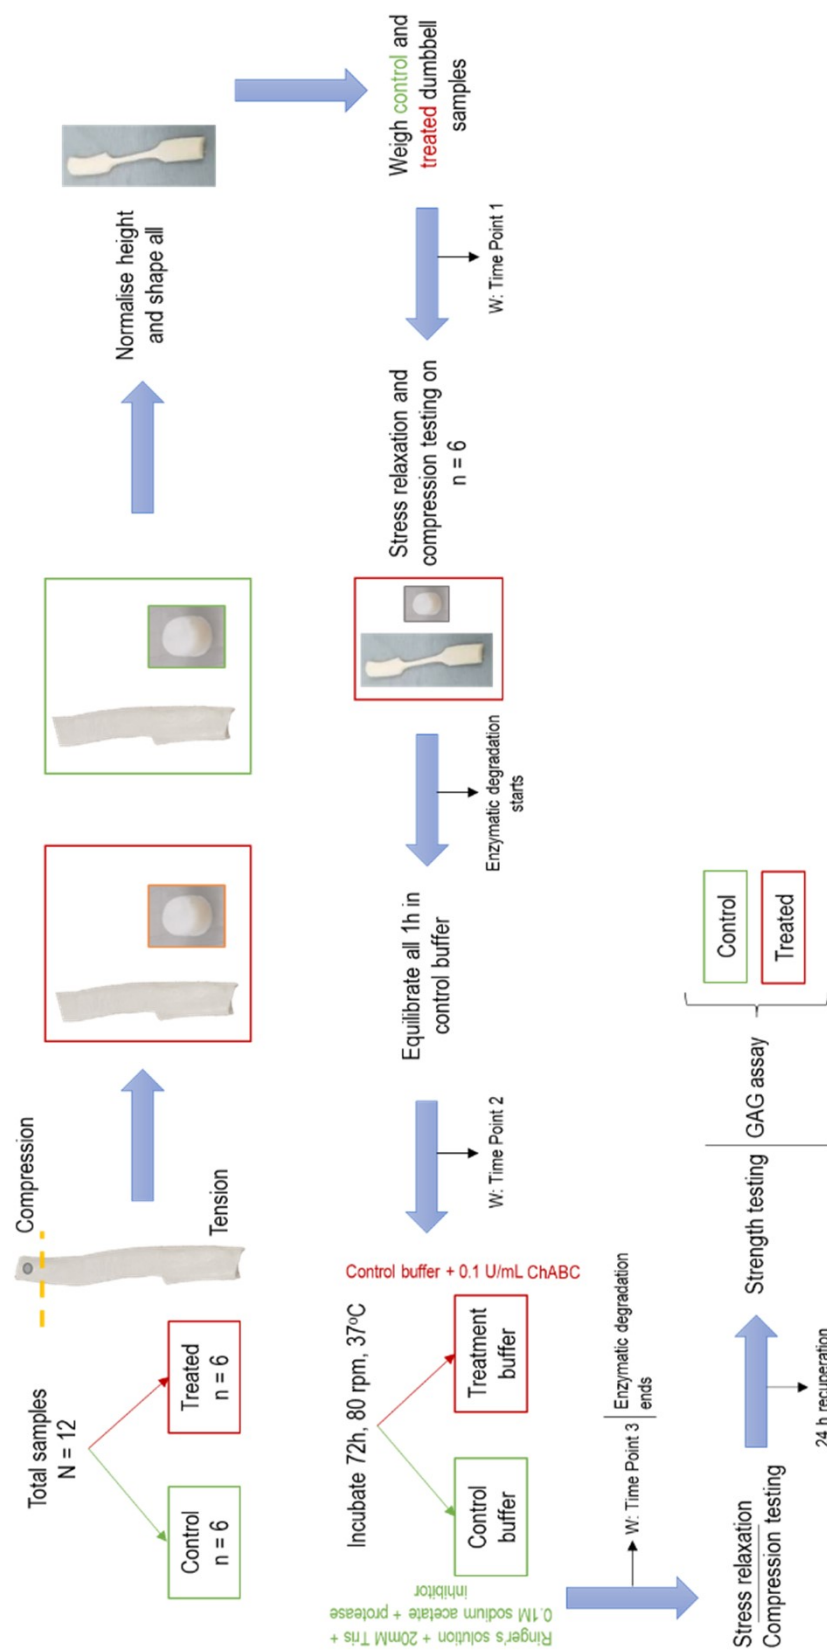 Total samples
N = 12
Control
n = 6
Treated
n = 6
Compression
Tension
Normalise height
and shape all
Weigh control and
treated dumbbell
samples
W: Time Point 1
Stress relaxation and
compression testing on
n = 6
Enzymatic degradation
starts
Equilibrate all 1h in
control buffer
W: Time Point 2
Incubate 72h, 80 rpm, 37ºC
Control buffer + 0.1 U/mL ChABC
Control
buffer
Treatment
buffer
Ringer's solution + 20mM Tris +
0.1M sodium acetate + protease
inhibitor
W: Time Point 3
Enzymatic degradation
ends
Stress relaxation
Compression testing
24 h recuperation
Strength testing
GAG assay
Control
Treated